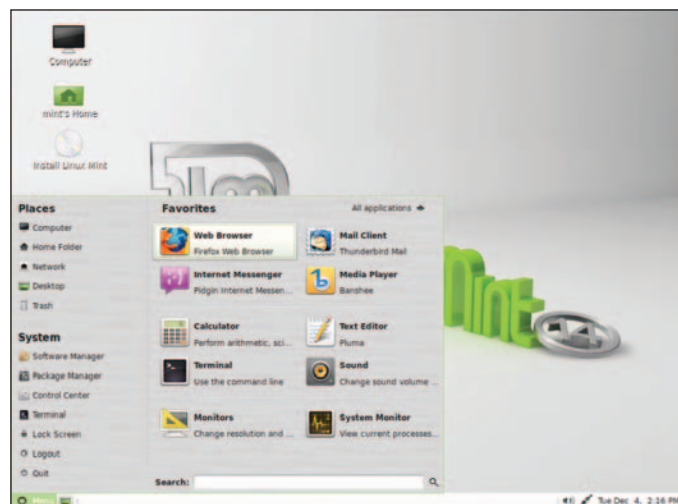 Computer
mint's Home
Install Linux Mint
Places
Computer
Home Folder
Network
Desktop
Trash
System
Software Manager
Package Manager
Control Center
Terminal
Lock Screen
Logout
Quit
Favorites
All applications
Web Browser
Firefox Web Browser
Mail Client
Thunderbird Mail
Internet Messenger
Pidgin Internet Messen...
Media Player
Banshee
Calculator
Perform arithmetic, sci...
Text Editor
Pluma
Terminal
Use the command line
Sound
Change sound volume ...
Monitors
Change resolution and ...
System Monitor
View current processes...
Search:
Mint
14
Menu
Tue Dec 4, 2:16 PM